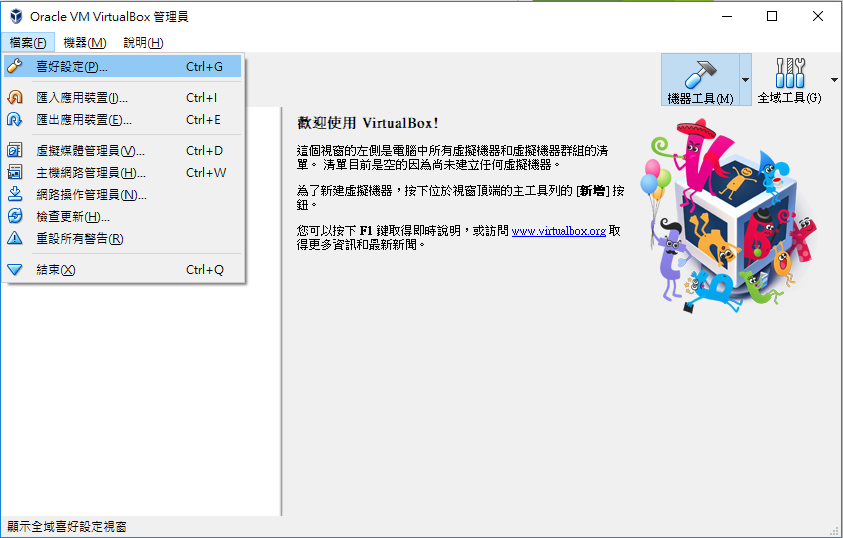 Oracle VM VirtualBox 管理員
檔案(F) 機器(M) 說明(H)
喜好設定(P)... Ctrl+G
匯入應用裝置(I)... Ctrl+I
匯出應用裝置(E)... Ctrl+E
虛擬媒體管理員(V)... Ctrl+D
主機網路管理員(H)... Ctrl+W
網路操作管理員(N)...
檢查更新(H)...
重設所有警告(R)
結束(X) Ctrl+Q
機器工具(M) 全域工具(G)
歡迎使用 VirtualBox!
這個視窗的左側是電腦中所有虛擬機器和虛擬機器群組的清
單。 清單目前是空的因為尚未建立任何虛擬機器。
為了新建虛擬機器，按下位於視窗頂端的主工具列的 [新增] 按
鈕。
您可以按下 F1 鍵取得即時說明，或訪問 www.virtualbox.org 取
得更多資訊和最新新聞。
顯示全域喜好設定視窗